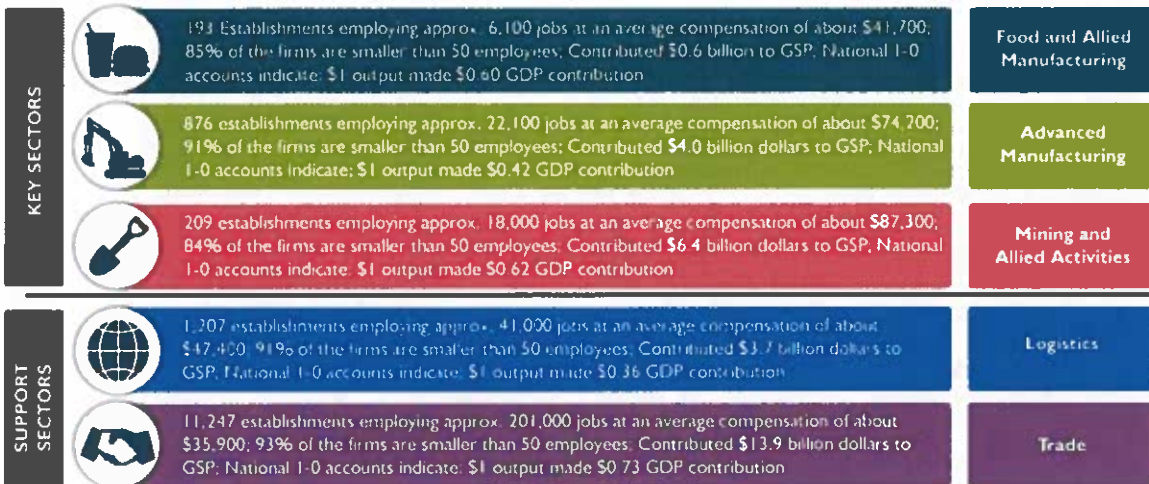 KEY SECTORS
193 Establishments employing approx. 6,100 jobs at an average compensation of about $41,700;
85% of the firms are smaller than 50 employees; Contributed $0.6 billion to GSP; National 1-0
accounts indicate: $1 output made $0.60 GDP contribution
Food and Allied
Manufacturing
876 establishments employing approx. 22,100 jobs at an average compensation of about $74,200;
91% of the firms are smaller than 50 employees; Contributed $4.0 billion dollars to GSP; National
1-0 accounts indicate; $1 output made $0.42 GDP contribution
Advanced
Manufacturing
209 establishments employing approx. 18,000 jobs at an average compensation of about $87,300;
84% of the firms are smaller than 50 employees; Contributed $6.4 billion dollars to GSP; National
1-0 accounts indicate: $1 output made $0.62 GDP contribution
Mining and
Allied Activities
SUPPORT
SECTORS
1,207 establishments employing approx. 41,000 jobs at an average compensation of about
$47,400; 91% of the firms are smaller than 50 employees; Contributed $3.7 billion dollars to
GSP; National 1-0 accounts indicate: $1 output made $0.36 GDP contribution
Logistics
11,247 establishments employing approx. 201,000 jobs at an average compensation of about
$35,900; 93% of the firms are smaller than 50 employees; Contributed $13.9 billion dollars to
GSP; National 1-0 accounts indicate: $1 output made $0.73 GDP contribution
Trade